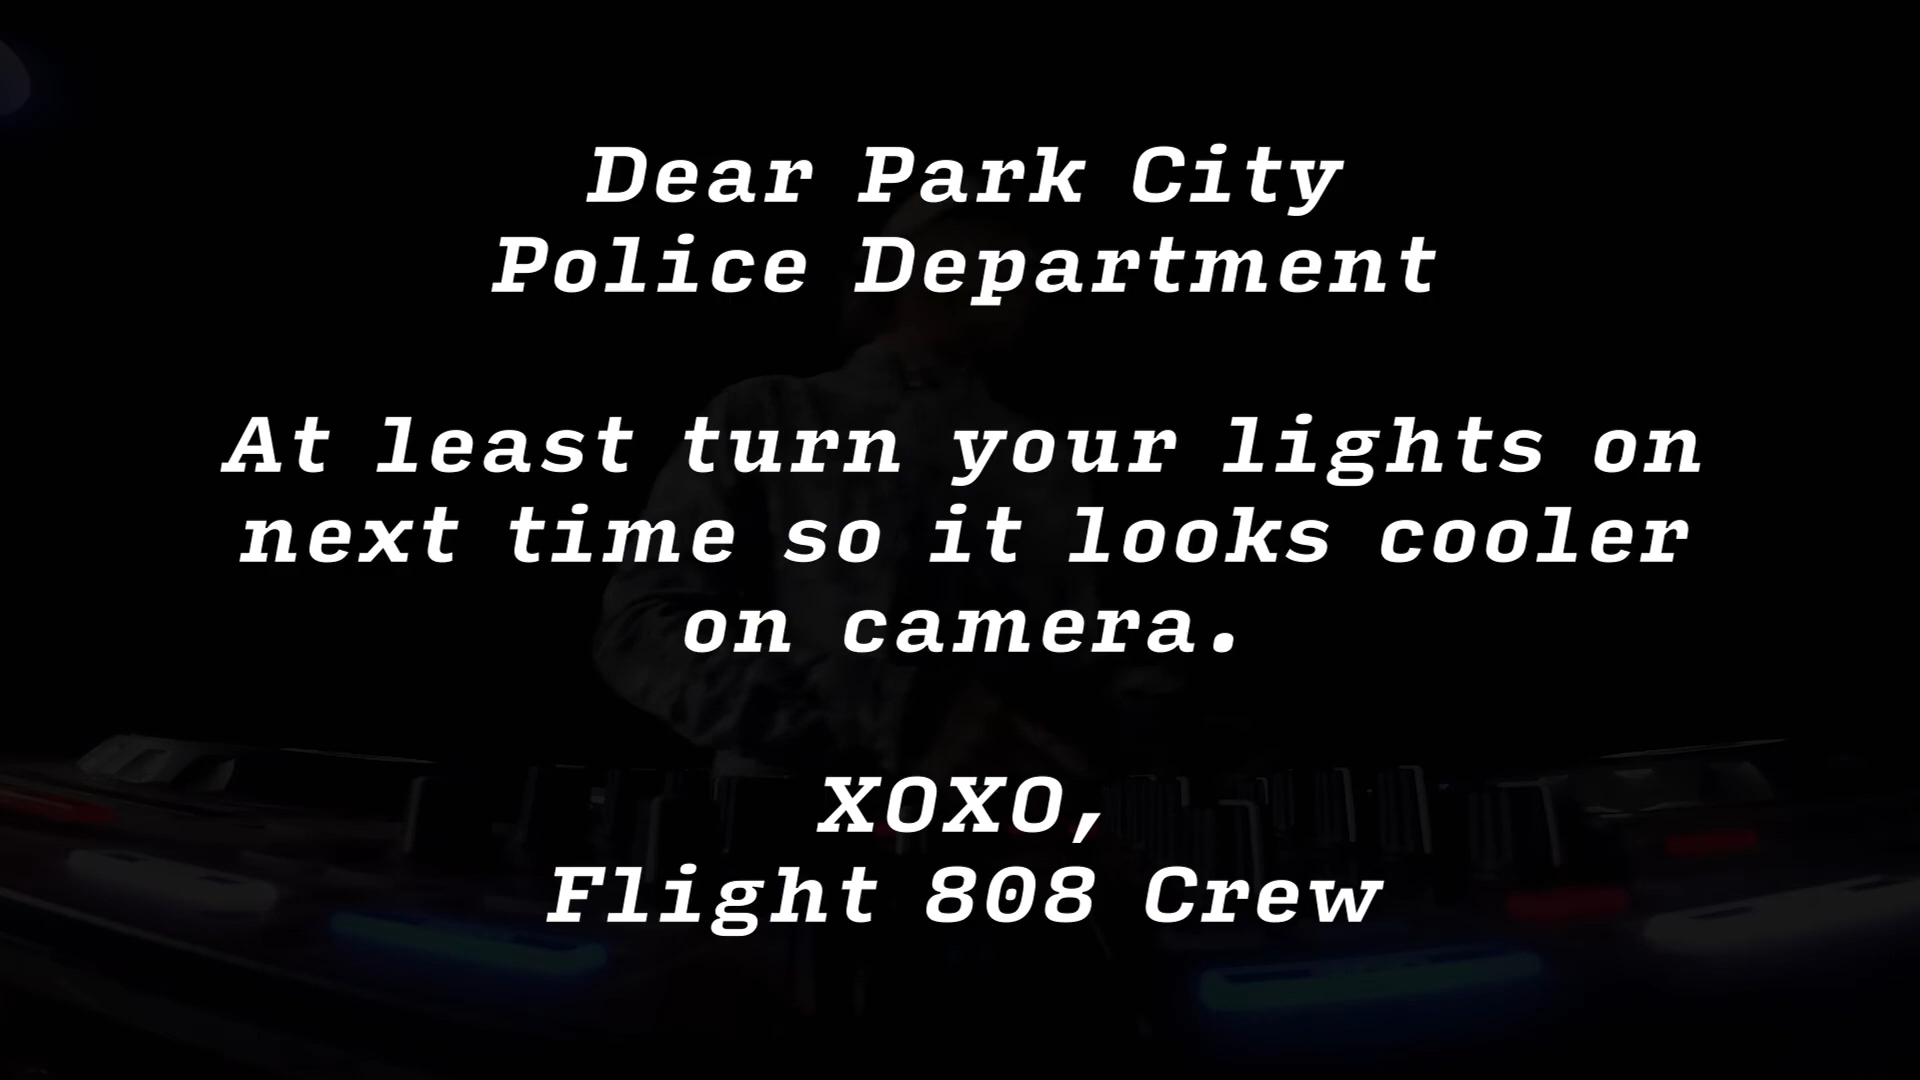 Dear Park City
Police Department
At least turn your lights on
next time so it looks cooler
on camera.
XOXO,
Flight 808 Crew